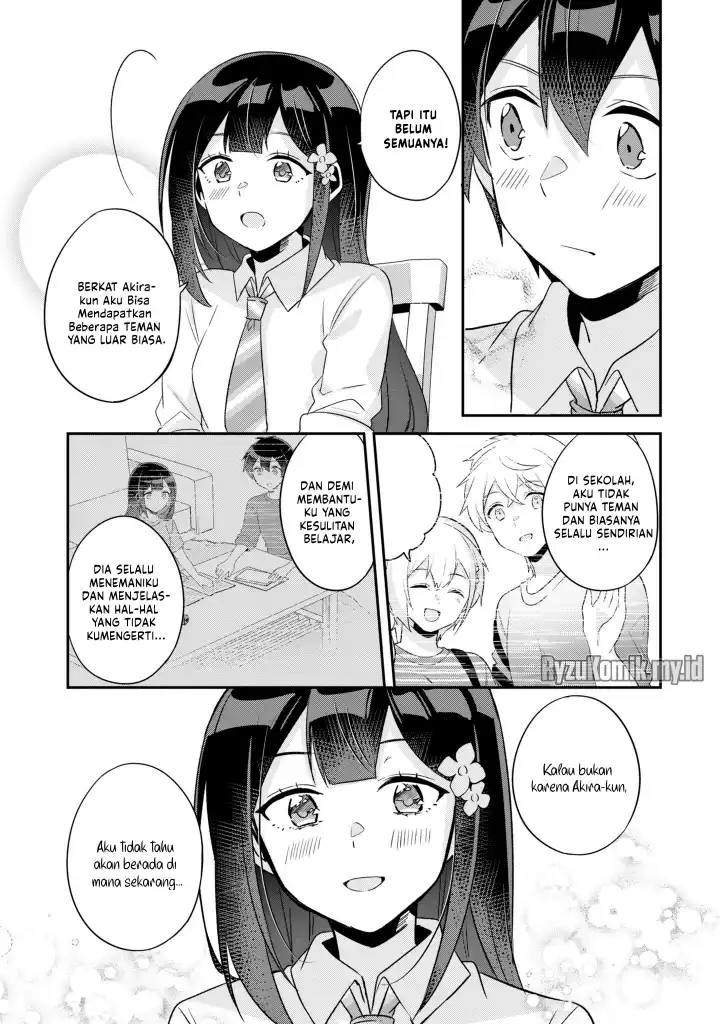 TAPI ITU
BELUM
SEMUANYA!
BERKAT Akira-
kun Aku Bisa
Mendapatkan
Beberapa TEMAN
YANG LUAR BIASA.
DI SEKOLAH,
AKU TIDAK
PUNYA TEMAN
DAN BIASANYA
SELALU SENDIRIAN
...
DAN DEMI
MEMBANTU-
KU YANG
KESULITAN
BELAJAR,
DIA SELALU
MENEMANIKU
DAN MENJELAS-
KAN HAL-HAL
YANG TIDAK
KUMENGERTI...
RyzuKomik.my.id
Kalau bukan
karena Akira-kun,
Aku tidak tahu
akan berada di
mana sekarang...